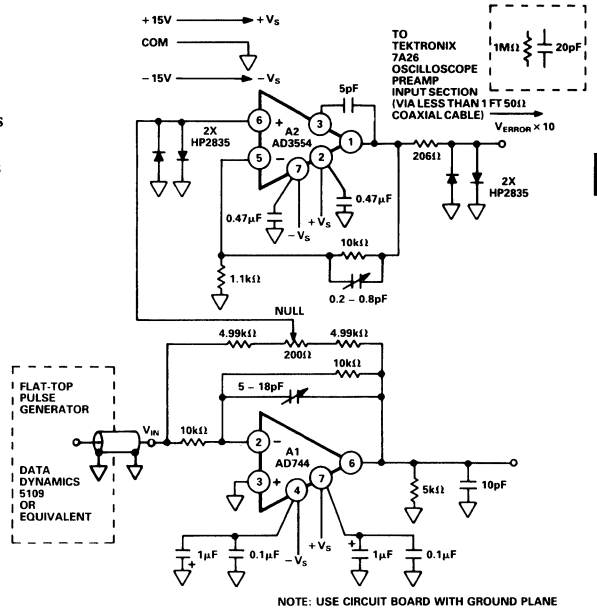 +15V +VS
COM
−15V −VS
TO
TEKTRONIX
7A26
OSCILLOSCOPE
PREAMP
INPUT SECTION
(VIA LESS THAN 1 FT 50Ω
COAXIAL CABLE)
1MΩ 20pF
VERROR × 10
5pF
2X
HP2835
6 + A2
AD3554
3
1
5 −
2
7
206Ω
2X
HP2835
0.47μF
−VS
+VS
0.47μF
10kΩ
0.2 – 0.8pF
1.1kΩ
NULL
4.99kΩ
200Ω
4.99kΩ
10kΩ
5 – 18pF
FLAT-TOP
PULSE
GENERATOR
DATA
DYNAMICS
5109
OR
EQUIVALENT
VIN
10kΩ
2 −
A1
AD744
6
3 +
4
7
5kΩ
10pF
1μF
+
0.1μF
−VS
+VS
+
1μF
0.1μF
NOTE: USE CIRCUIT BOARD WITH GROUND PLANE